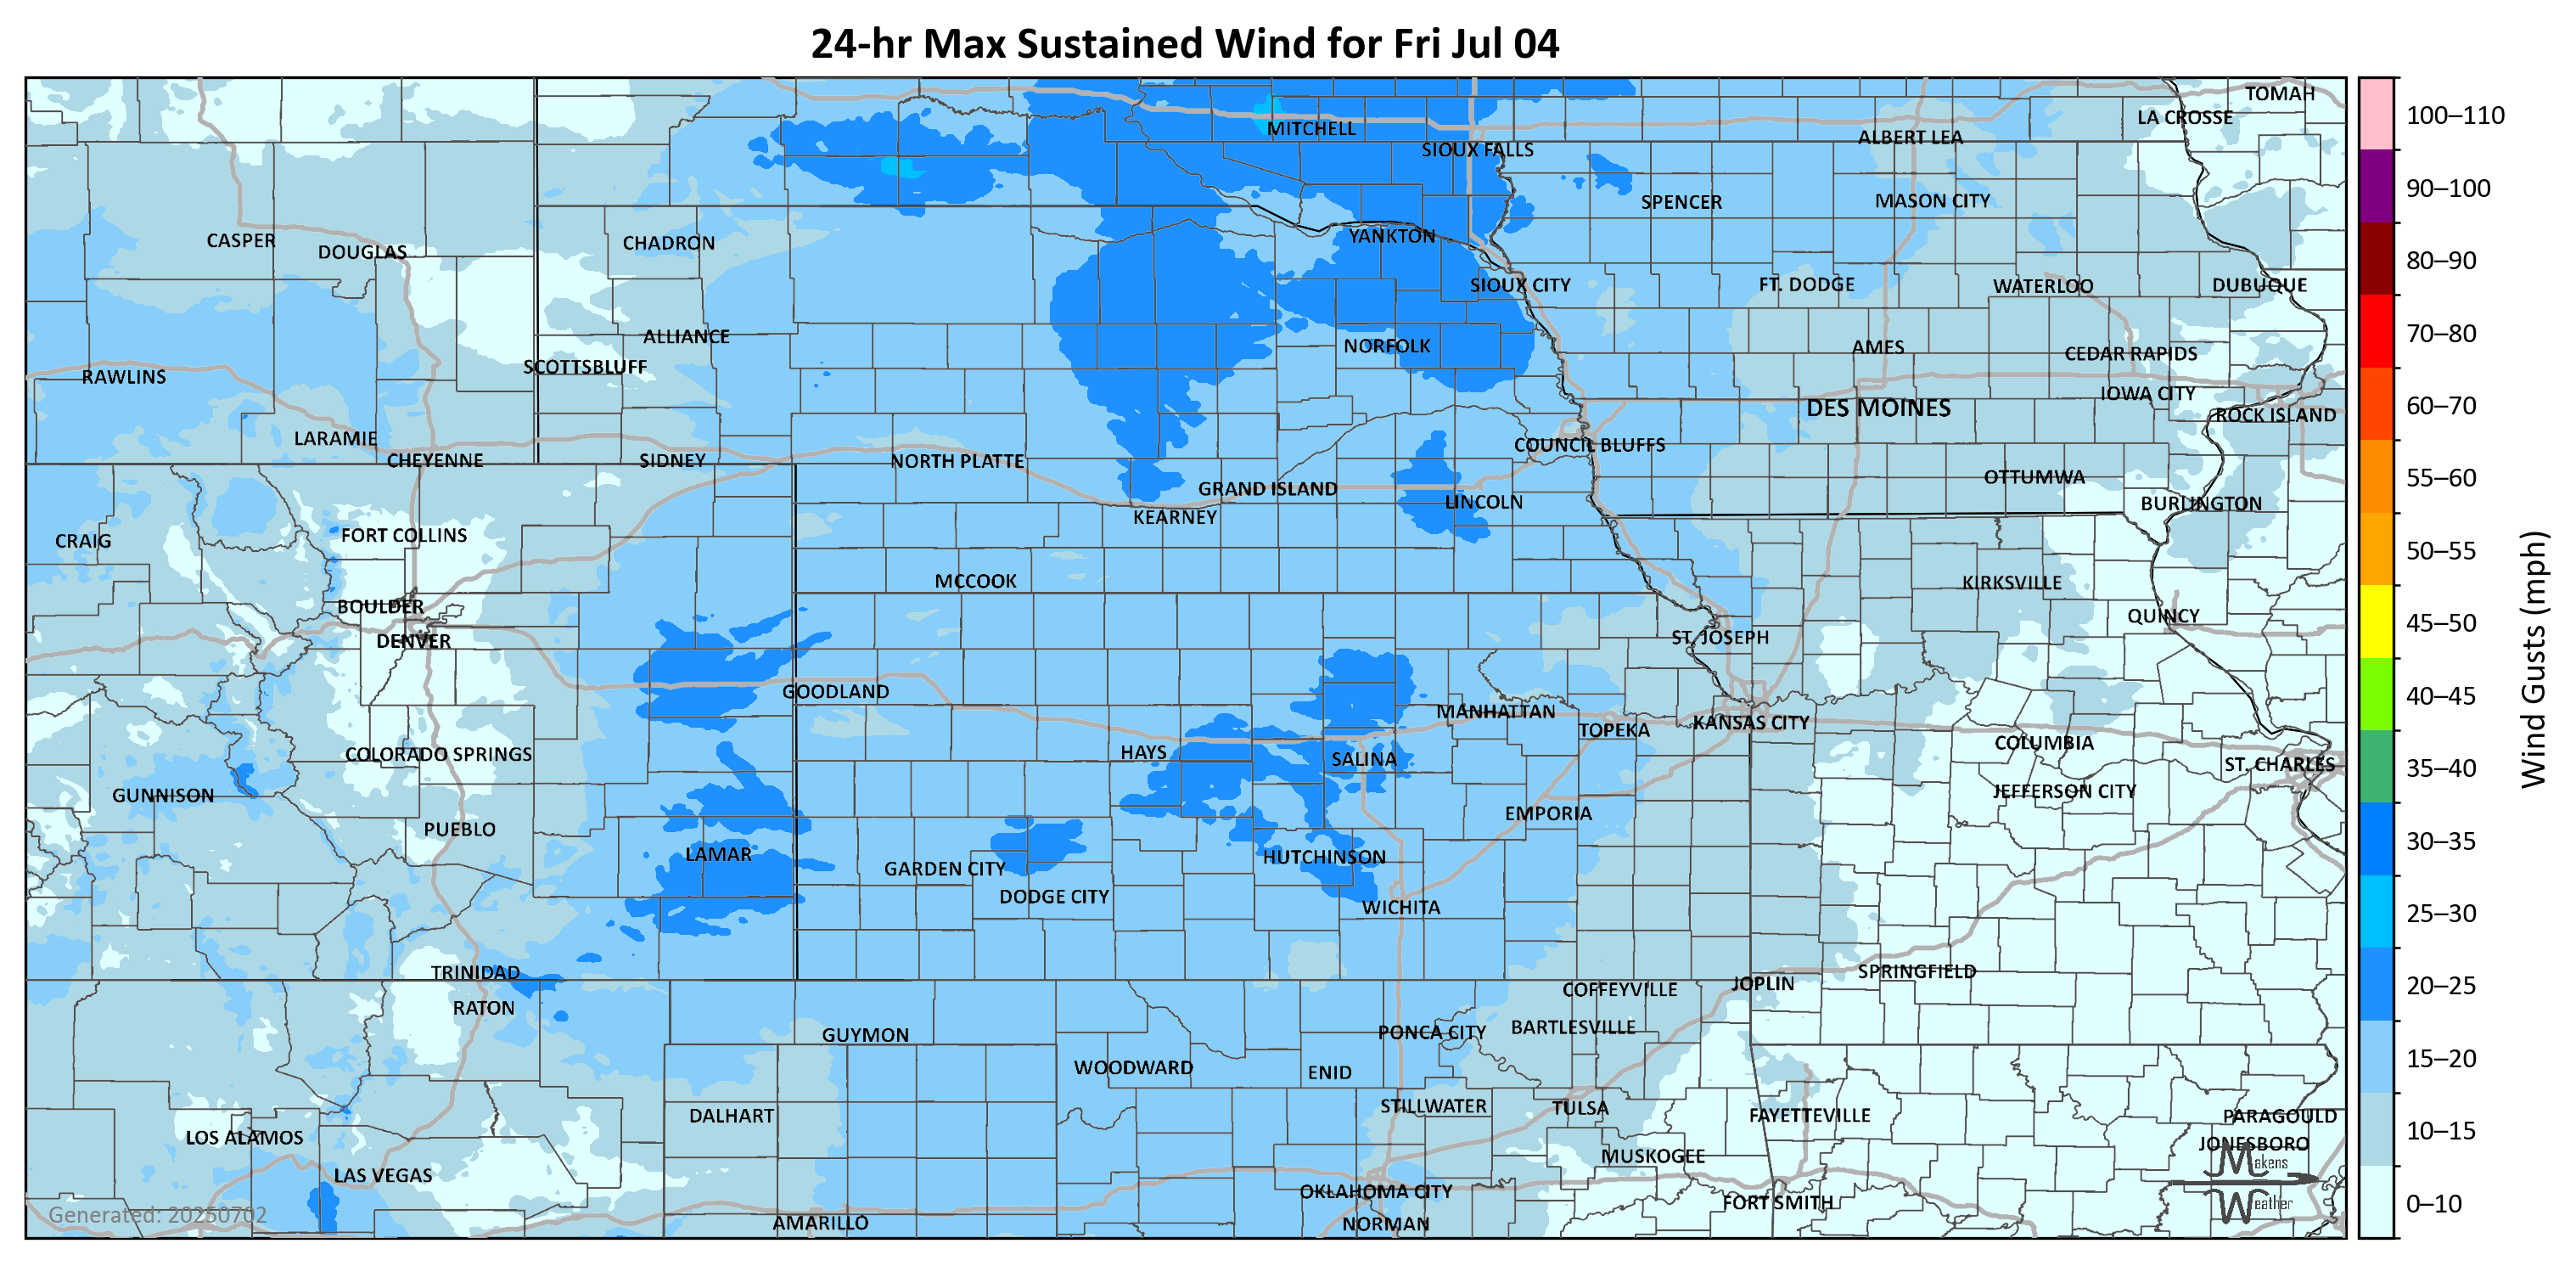 24-hr Max Sustained Wind for Fri Jul 04
TOMAH
LA CROSSE
MITCHELL
ALBERT LEA
SIOUX FALLS
SPENCER
MASON CITY
CASPER
DOUGLAS
CHADRON
YANKTON
SIOUX CITY
FT. DODGE
WATERLOO
DUBUQUE
ALLIANCE
SCOTTSBLUFF
NORFOLK
AMES
CEDAR RAPIDS
RAWLINS
IOWA CITY
DES MOINES
ROCK ISLAND
LARAMIE
COUNCIL BLUFFS
CHEYENNE
SIDNEY
NORTH PLATTE
OTTUMWA
GRAND ISLAND
LINCOLN
BURLINGTON
KEARNEY
CRAIG
FORT COLLINS
MCCOOK
KIRKSVILLE
BOULDER
QUINCY
DENVER
ST. JOSEPH
GOODLAND
MANHATTAN
TOPEKA
KANSAS CITY
COLORADO SPRINGS
HAYS
SALINA
COLUMBIA
ST. CHARLES
GUNNISON
JEFFERSON CITY
PUEBLO
EMPORIA
LAMAR
GARDEN CITY
HUTCHINSON
DODGE CITY
WICHITA
TRINIDAD
SPRINGFIELD
JOPLIN
COFFEYVILLE
RATON
GUYMON
PONCA CITY
BARTLESVILLE
WOODWARD
ENID
DALHART
STILLWATER
TULSA
FAYETTEVILLE
PARAGOULD
LOS ALAMOS
JONESBORO
LAS VEGAS
MUSKOGEE
OKLAHOMA CITY
FORT SMITH
AMARILLO
NORMAN
Generated: 20250702
Makens
Weather
100–110
90–100
80–90
70–80
60–70
55–60
50–55
45–50
40–45
35–40
30–35
25–30
20–25
15–20
10–15
0–10
Wind Gusts (mph)